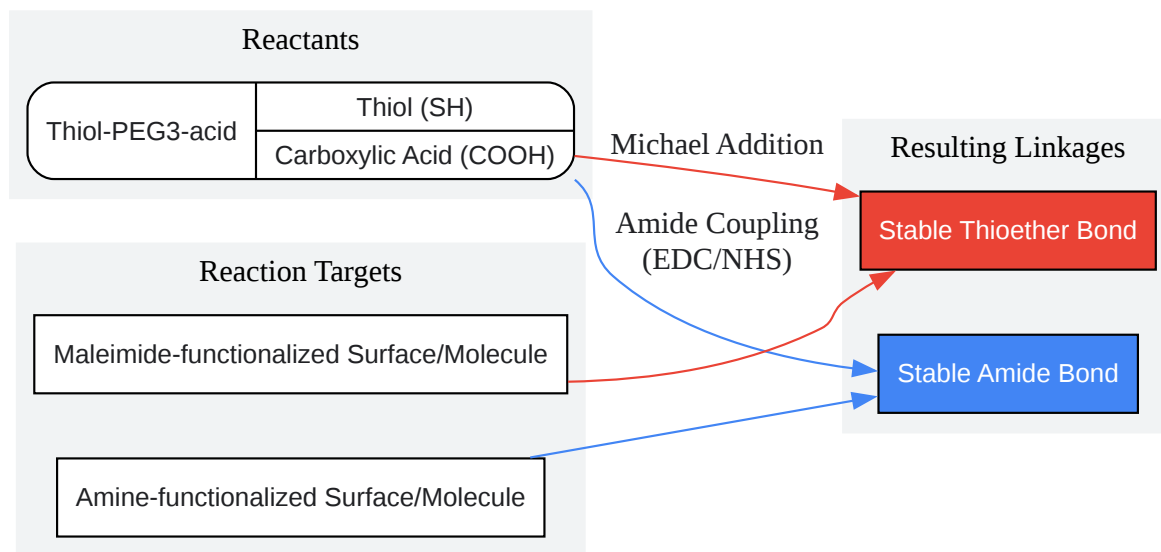 Reactants
Thiol-PEG3-acid
Thiol (SH)
Carboxylic Acid (COOH)
Michael Addition
Amide Coupling
(EDC/NHS)
Reaction Targets
Maleimide-functionalized Surface/Molecule
Amine-functionalized Surface/Molecule
Resulting Linkages
Stable Thioether Bond
Stable Amide Bond